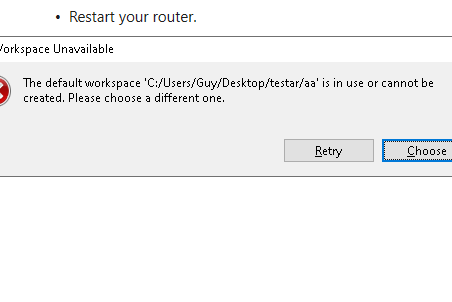 • Restart your router.
Workspace Unavailable
The default workspace 'C:/Users/Guy/Desktop/testar/aa' is in use or cannot be
created. Please choose a different one.
Retry
Choose